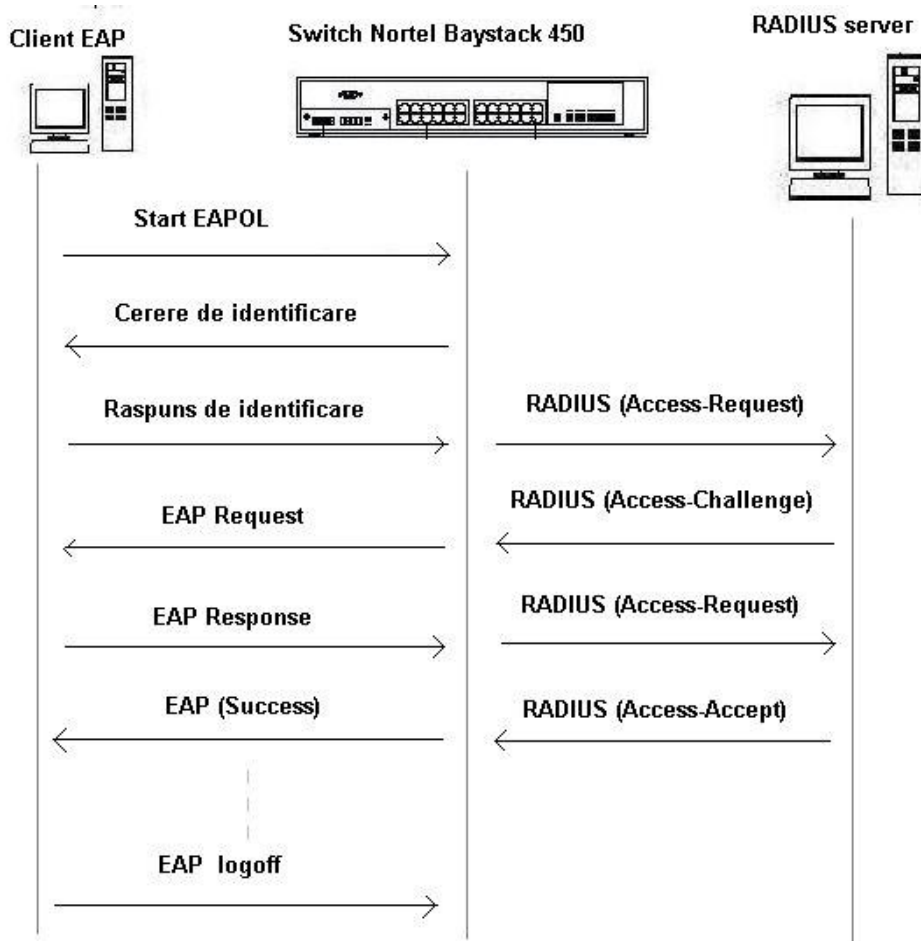 Client EAP
Switch Nortel Baystack 450
RADIUS server
Start EAPOL
Cerere de identificare
Raspuns de identificare
RADIUS (Access-Request)
EAP Request
RADIUS (Access-Challenge)
EAP Response
RADIUS (Access-Request)
EAP (Success)
RADIUS (Access-Accept)
EAP logoff